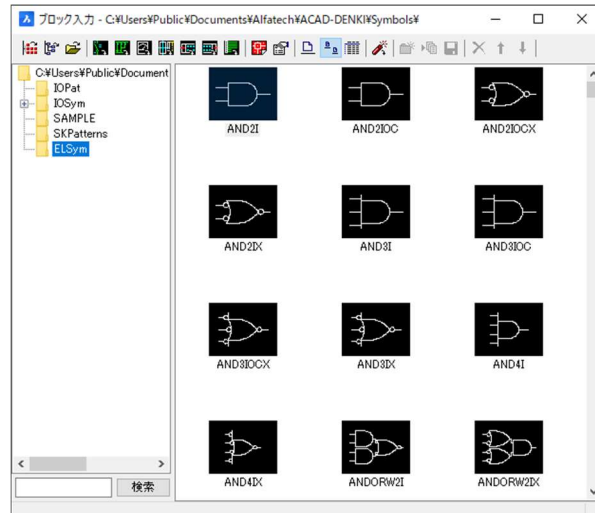 ブロック入力 - C:¥Users¥Public¥Documents¥Alfatech¥ACAD-DENKI¥Symbols¥
C:¥Users¥Public¥Document
IOPat
IOSym
SAMPLE
SKPatterns
ELSym
AND2I
AND2IOC
AND2IOCX
AND2IX
AND3I
AND3IOC
AND3IOCX
AND3IX
AND4I
AND4IX
ANDORW2I
ANDORW2IX
検索